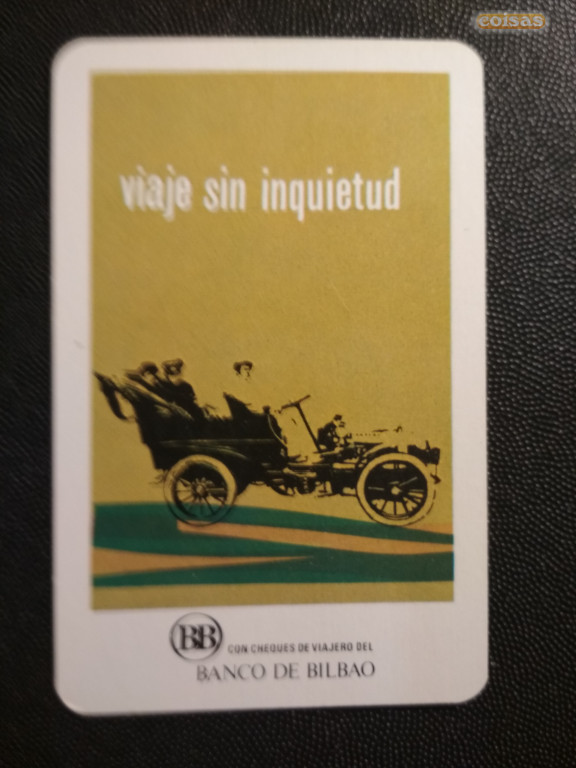 coisas
viaje sin inquietud
BB
CON CHEQUES DE VIAJERO DEL
BANCO DE BILBAO